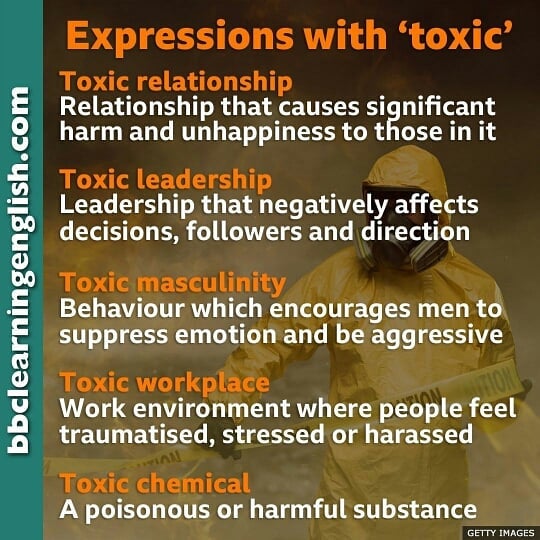 Expressions with ‘toxic’
Toxic relationship
Relationship that causes significant
harm and unhappiness to those in it
Toxic leadership
Leadership that negatively affects
decisions, followers and direction
Toxic masculinity
Behaviour which encourages men to
suppress emotion and be aggressive
Toxic workplace
Work environment where people feel
traumatised, stressed or harassed
Toxic chemical
A poisonous or harmful substance
bbclearningenglish.com
CAUTION
CAUTION
GETTY IMAGES